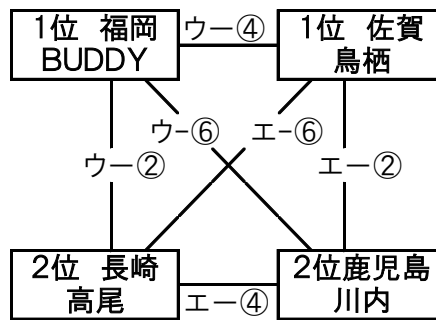 1位 福岡
BUDDY
ウー④
1位 佐賀
鳥栖
ウ-⑥
エ-⑥
ウー②
エー②
2位 長崎
高尾
エー④
2位鹿児島
川内